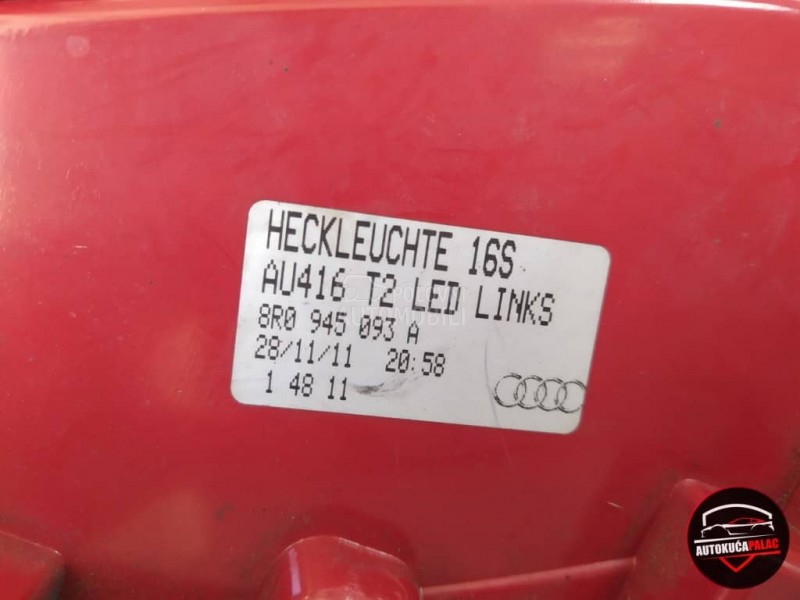 HECKLEUCHTE 16S
AU416 T2 LED LINKS
8R0 945 093 A
28/11/11 20:58
1 48 11
AUTOKUĆA PALAC